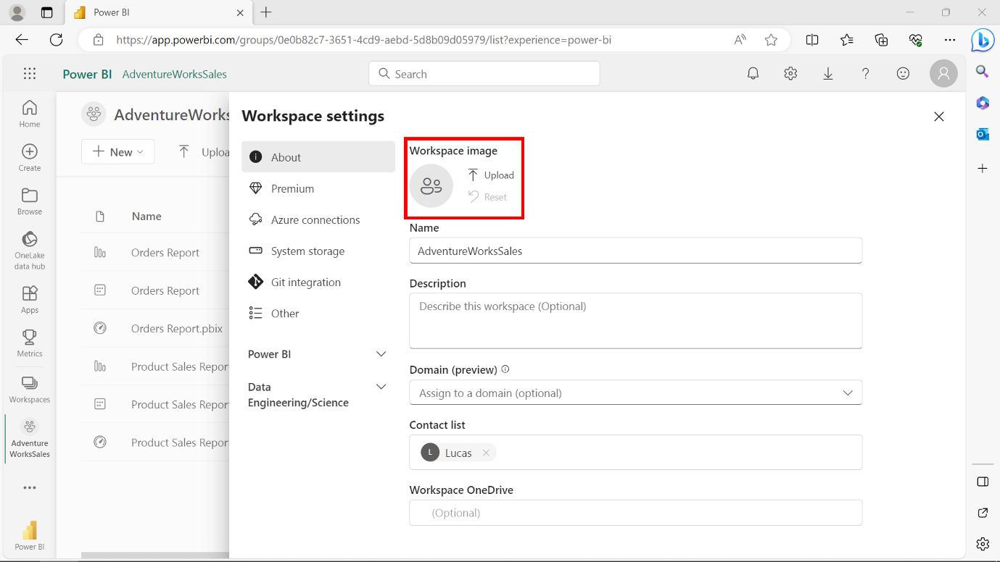 Power BI
https://app.powerbi.com/groups/0e0b82c7-3651-4cd9-aebd-5d8b09d05979/list?experience=power-bi
Power BI AdventureWorksSales
Search
Home
Create
Browse
OneLake
data hub
Apps
Metrics
Workspaces
Adventure
WorksSales
Power BI
AdventureWorks
New
Uploa
Name
Orders Report
Orders Report
Orders Report.pbix
Product Sales Repor
Product Sales Repor
Product Sales Repor
Workspace settings
About
Premium
Azure connections
System storage
Git integration
Other
Power BI
Data
Engineering/Science
Workspace image
Upload
Reset
Name
AdventureWorksSales
Description
Describe this workspace (Optional)
Domain (preview)
Assign to a domain (optional)
Contact list
L Lucas
Workspace OneDrive
(Optional)